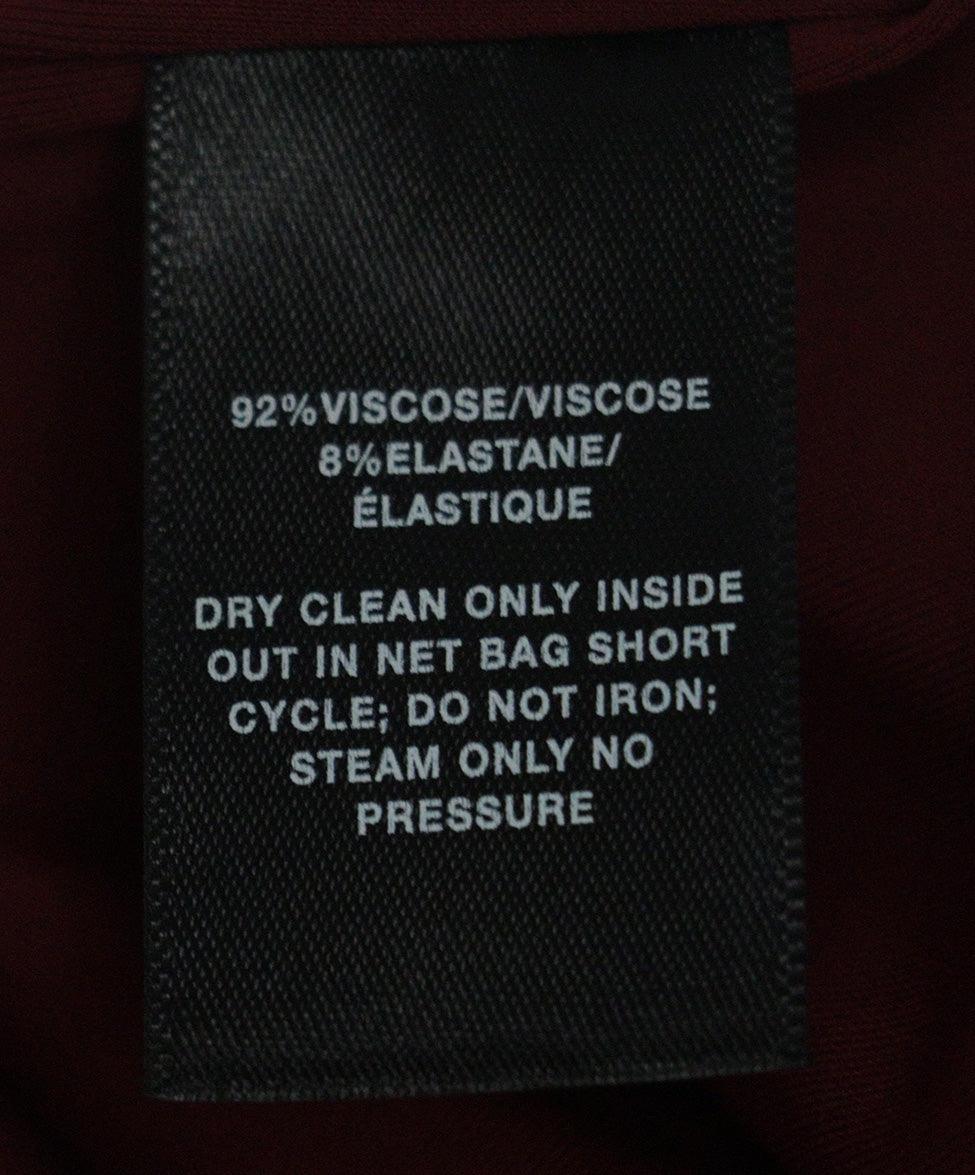 92%VISCOSE/VISCOSE
8%ELASTANE/
ÉLASTIQUE
DRY CLEAN ONLY INSIDE
OUT IN NET BAG SHORT
CYCLE; DO NOT IRON;
STEAM ONLY NO
PRESSURE